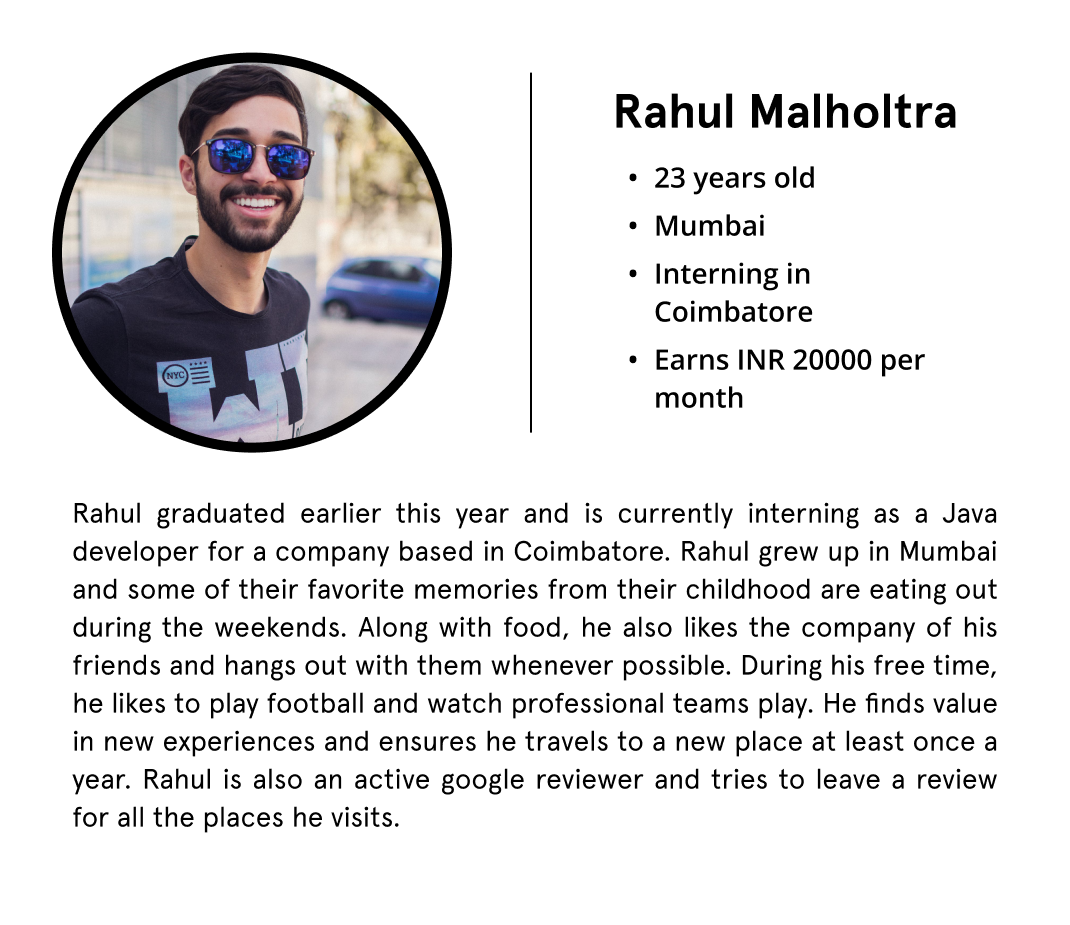 Rahul Malholtra
• 23 years old
• Mumbai
• Interning in
Coimbatore
• Earns INR 20000 per
month
NYC
Rahul graduated earlier this year and is currently interning as a Java
developer for a company based in Coimbatore. Rahul grew up in Mumbai
and some of their favorite memories from their childhood are eating out
during the weekends. Along with food, he also likes the company of his
friends and hangs out with them whenever possible. During his free time,
he likes to play football and watch professional teams play. He finds value
in new experiences and ensures he travels to a new place at least once a
year. Rahul is also an active google reviewer and tries to leave a review
for all the places he visits.